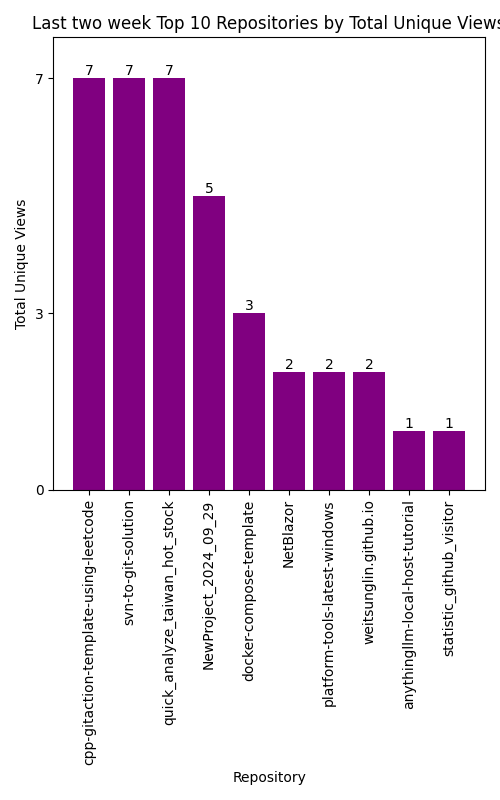 Last two week Top 10 Repositories by Total Unique Views
7 7 7
5
3
2 2 2
1 1
7
3
0
Total Unique Views
cpp-gitaction-template-using-leetcode
svn-to-git-solution
quick_analyze_taiwan_hot_stock
NewProject_2024_09_29
docker-compose-template
NetBlazor
platform-tools-latest-windows
weitsunglin.github.io
anythingllm-local-host-tutorial
statistic_github_visitor
Repository